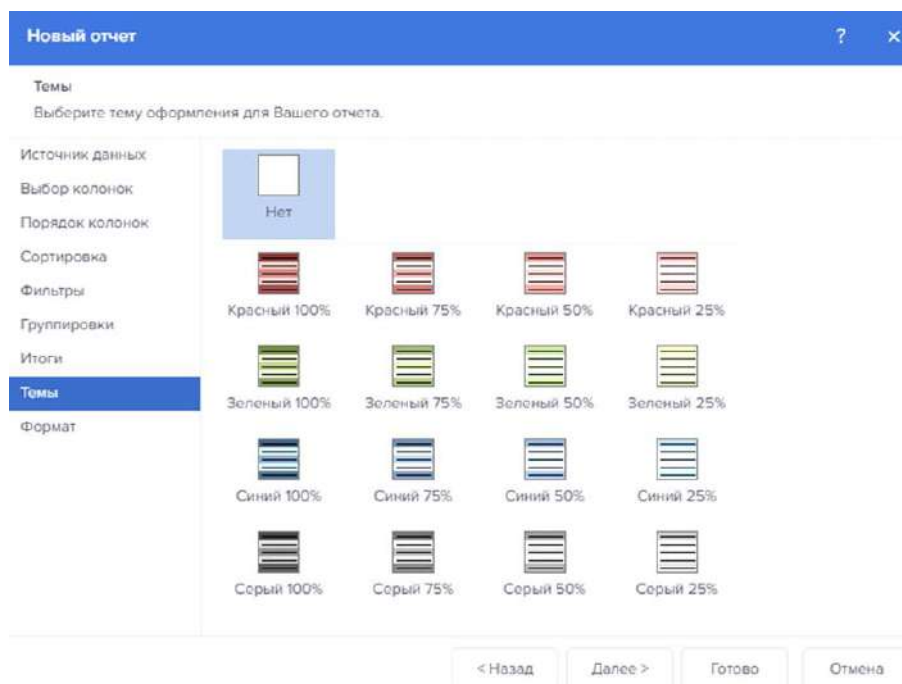 Новый отчет ? ×
Темы
Выберите тему оформления для Вашего отчета.
Источник данных
Выбор колонок
Порядок колонок
Сортировка
Фильтры
Группировки
Итоги
Темы
Формат
Нет
Красный 100% Красный 75% Красный 50% Красный 25%
Зеленый 100% Зеленый 75% Зеленый 50% Зеленый 25%
Синий 100% Синий 75% Синий 50% Синий 25%
Серый 100% Серый 75% Серый 50% Серый 25%
< Назад Далее > Готово Отмена